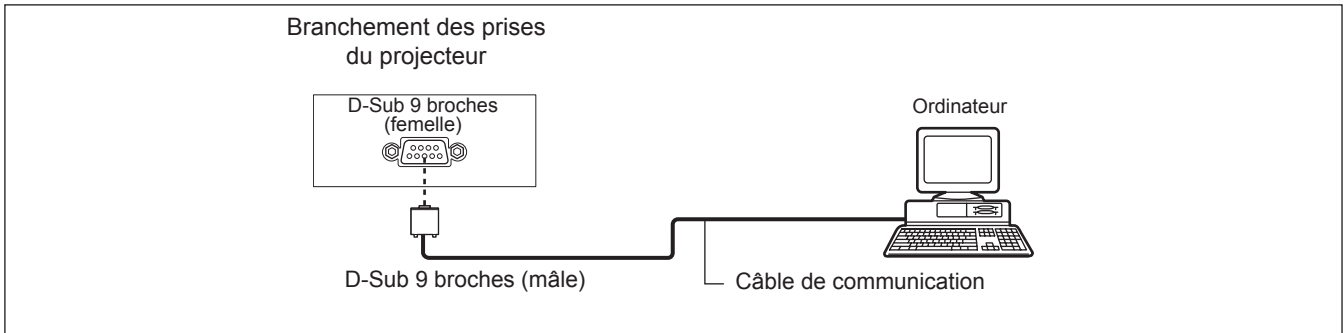 Branchement des prises
du projecteur
D-Sub 9 broches
(femelle)
Ordinateur
D-Sub 9 broches (mâle)
Câble de communication